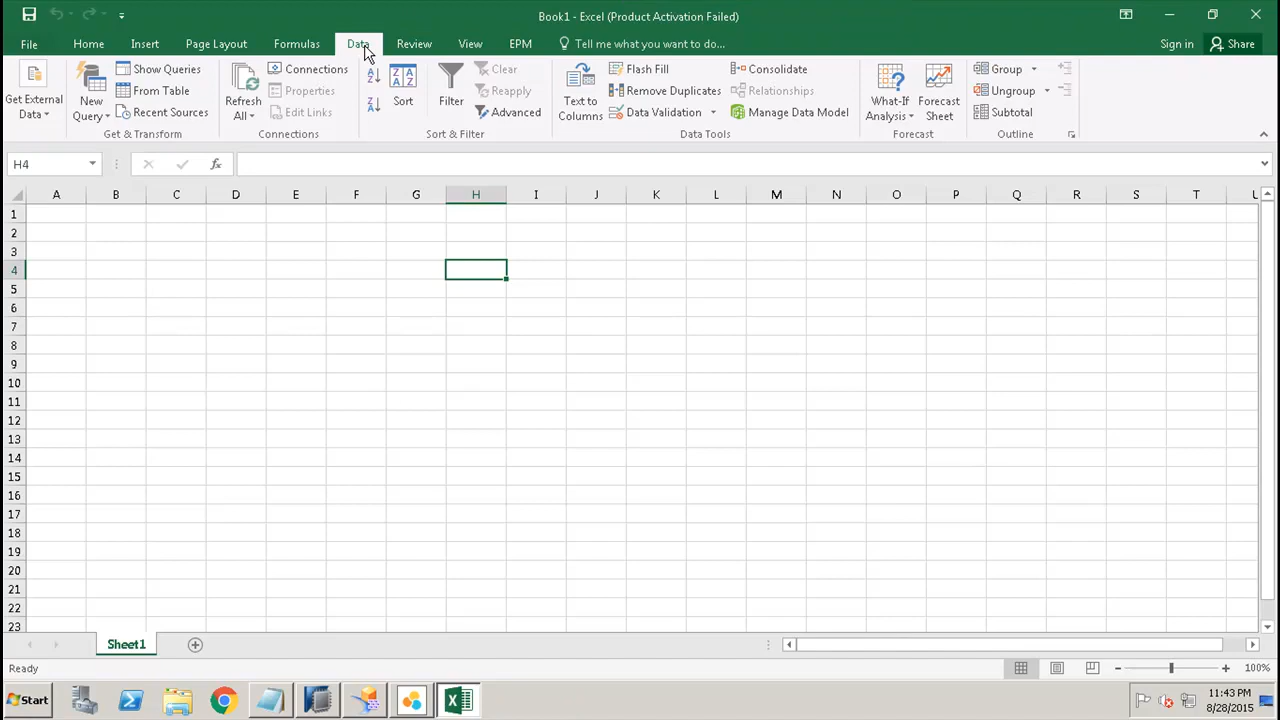 Book1 - Excel (Product Activation Failed)
File Home Insert Page Layout Formulas Data Review View EPM Tell me what you want to do... Sign in Share
Get External Data
New Query
Show Queries
From Table
Recent Sources
Get & Transform
Refresh All
Connections
Properties
Edit Links
Connections
A Z
Z A
Z A A Z
Sort
Filter
Clear
Reapply
Advanced
Sort & Filter
Text to Columns
Flash Fill
Remove Duplicates
Data Validation
Consolidate
Relationships
Manage Data Model
Data Tools
What-If Analysis
Forecast Sheet
Forecast
Group
Ungroup
Subtotal
Outline
H4 fx
A B C D E F G H I J K L M N O P Q R S T U
1
2
3
4
5
6
7
8
9
10
11
12
13
14
15
16
17
18
19
20
21
22
23
Sheet1
Ready 100%
Start
11:43 PM
8/28/2015